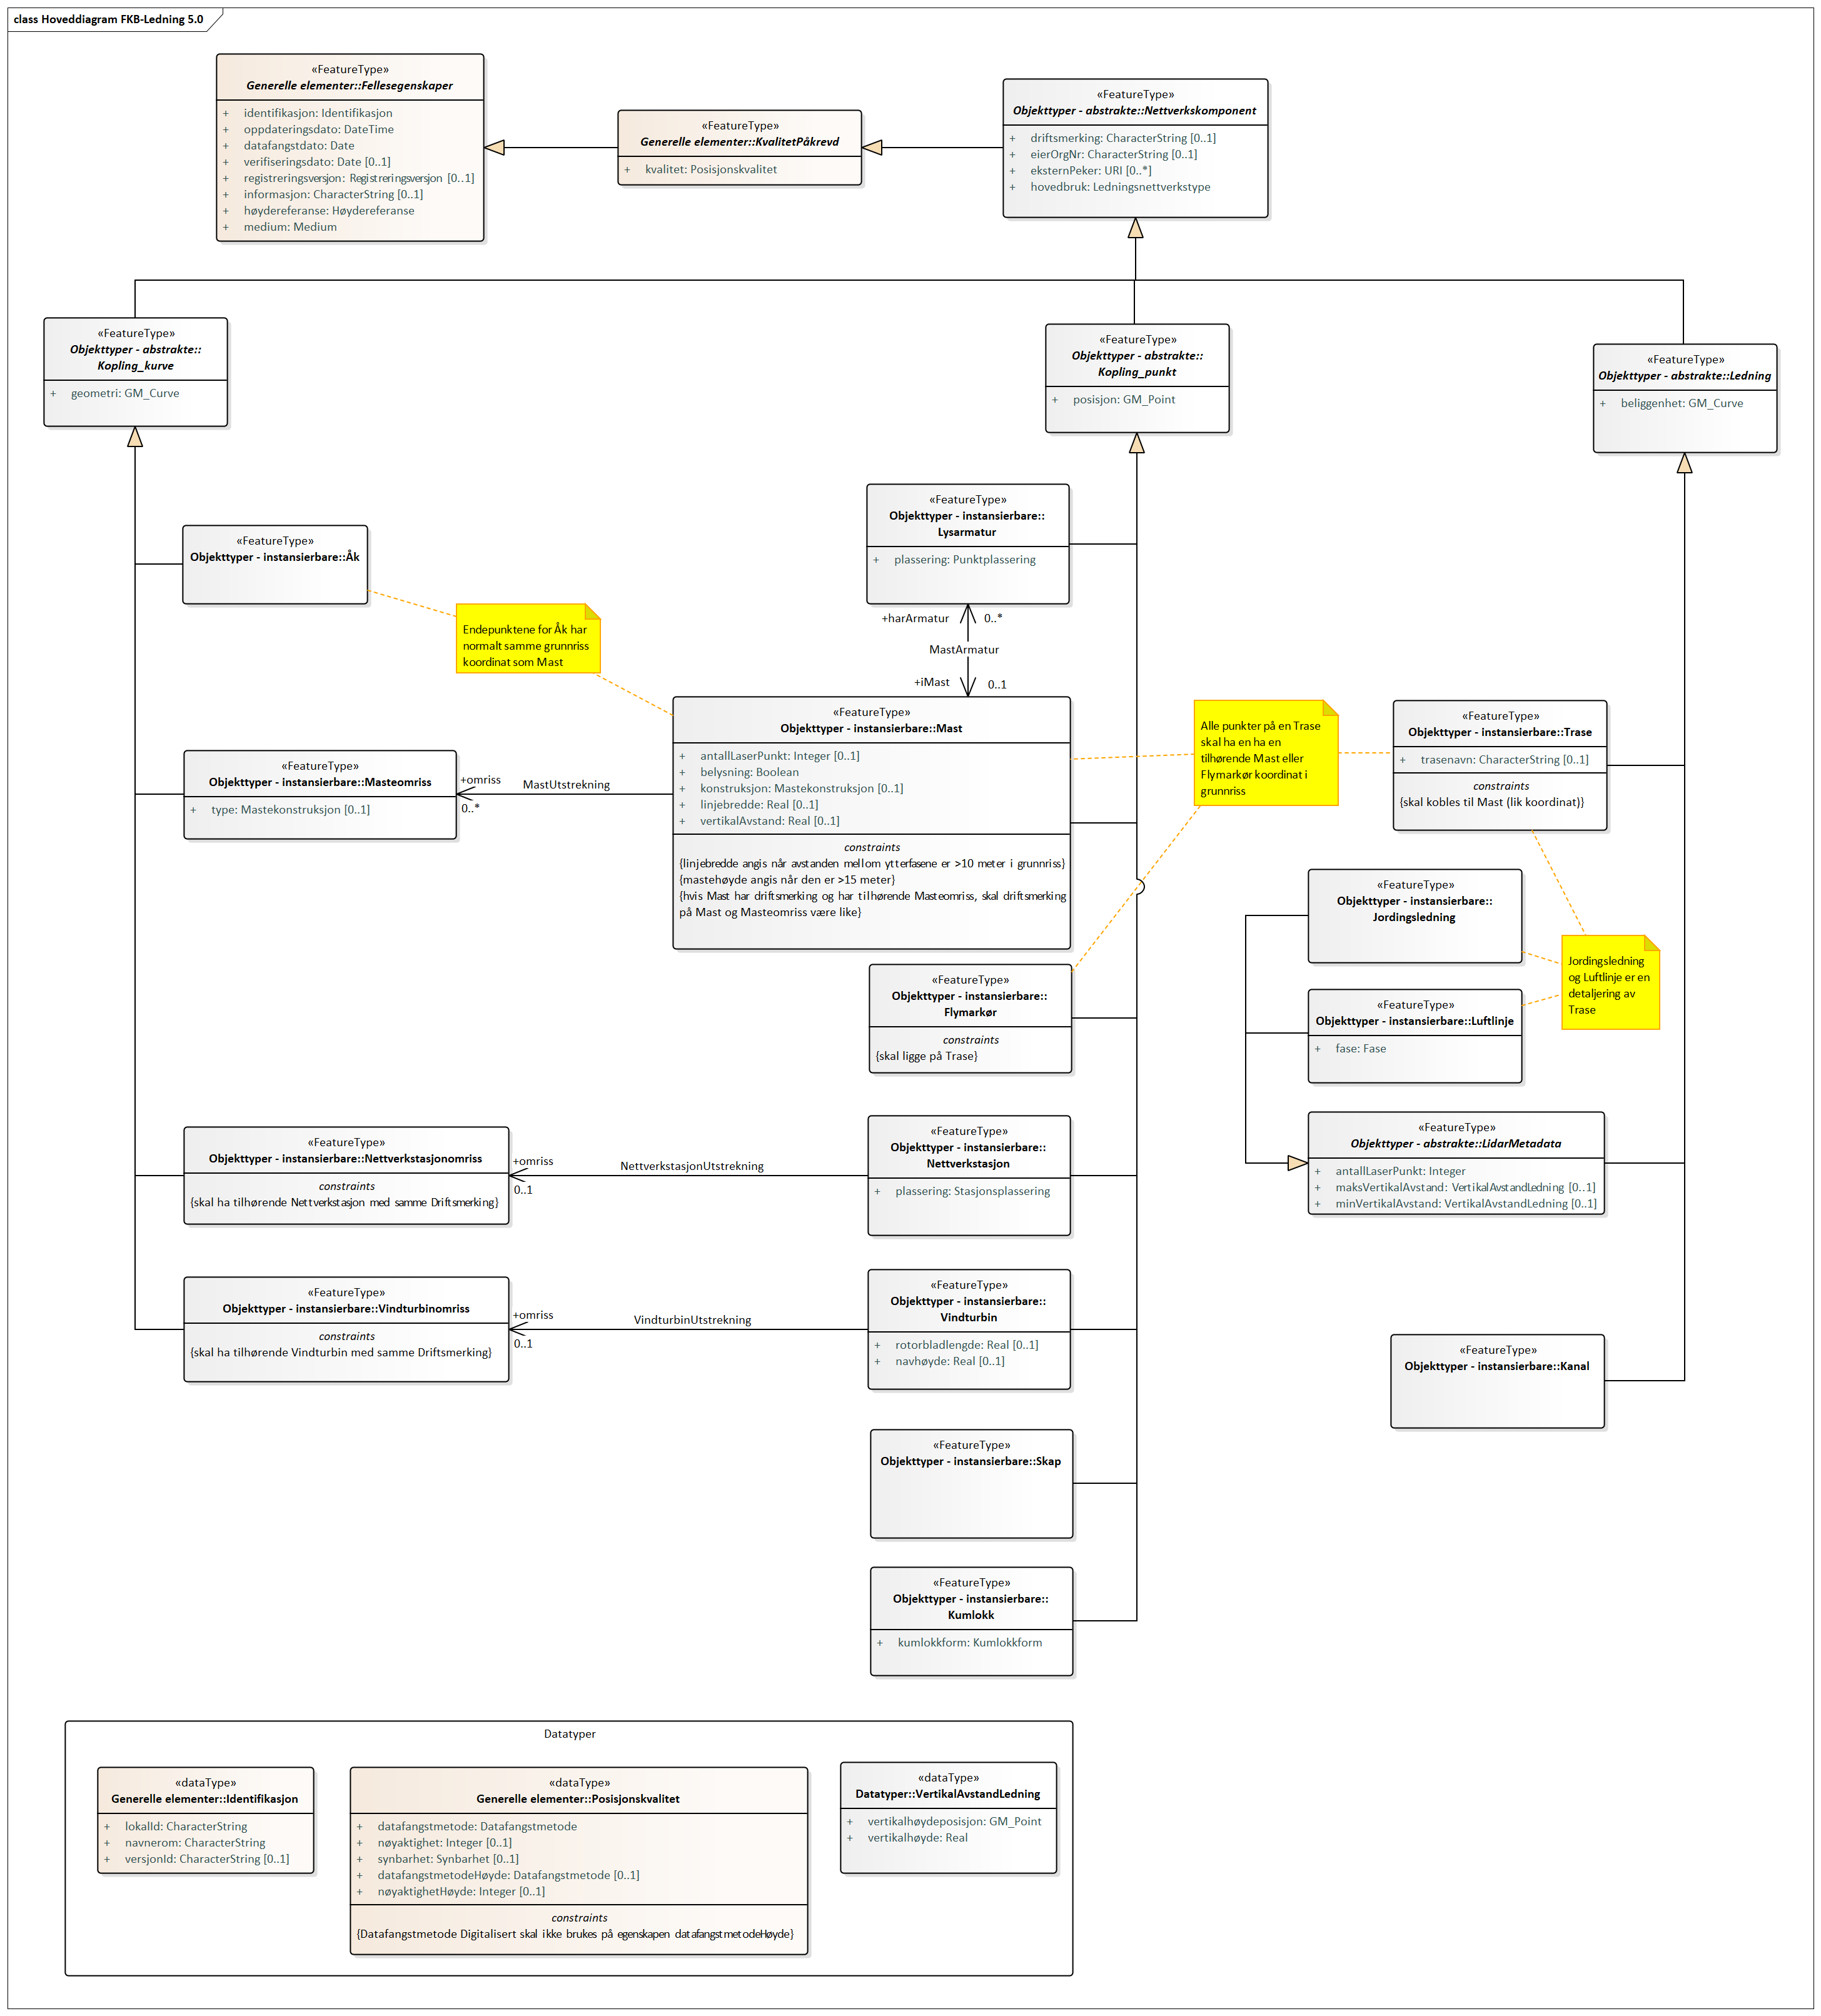 class Hoveddiagram FKB-Ledning 5.0
«FeatureType»
Generelle elementer::Fellesegenskaper
+ identifikasjon: Identifikasjon
+ oppdateringsdato: DateTime
+ datafangstdato: Date
+ verifiseringsdato: Date [0..1]
+ registreringsversjon: Registreringsversjon [0..1]
+ informasjon: CharacterString [0..1]
+ høydereferanse: Høydereferanse
+ medium: Medium
«FeatureType»
Generelle elementer::KvalitetPåkrevd
+ kvalitet: Posisjonskvalitet
«FeatureType»
Objekttyper - abstrakte::Nettverkskomponent
+ driftsmerking: CharacterString [0..1]
+ eierOrgNr: CharacterString [0..1]
+ eksternPeker: URI [0..*]
+ hovedbruk: Ledningsnettverkstype
«FeatureType»
Objekttyper - abstrakte::
Kopling_kurve
+ geometri: GM_Curve
«FeatureType»
Objekttyper - abstrakte::
Kopling_punkt
+ posisjon: GM_Point
«FeatureType»
Objekttyper - abstrakte::Ledning
+ beliggenhet: GM_Curve
«FeatureType»
Objekttyper - instansierbare::
Lysarmatur
+ plassering: Punktplassering
«FeatureType»
Objekttyper - instansierbare::Åk
Endepunktene for Åk har
normalt samme grunnriss
koordinat som Mast
+harArmatur 0..*
MastArmatur
+iMast 0..1
«FeatureType»
Objekttyper - instansierbare::Mast
+ antallLaserPunkt: Integer [0..1]
+ belysning: Boolean
+ konstruksjon: Mastekonstruksjon [0..1]
+ linjebredde: Real [0..1]
+ vertikalAvstand: Real [0..1]
constraints
{linjebredde angis når avstanden mellom ytterfasene er >10 meter i grunnriss}
{mastehøyde angis når den er >15 meter}
{hvis Mast har driftsmerking og har tilhørende Masteomriss, skal driftsmerking
på Mast og Masteomriss være like}
«FeatureType»
Objekttyper - instansierbare::Masteomriss
+ type: Mastekonstruksjon [0..1]
+omriss
0..*
MastUtstrekning
Alle punkter på en Trase
skal ha en ha en
tilhørende Mast eller
Flymarkør koordinat i
grunnriss
«FeatureType»
Objekttyper - instansierbare::Trase
+ trasenavn: CharacterString [0..1]
constraints
{skal kobles til Mast (lik koordinat)}
«FeatureType»
Objekttyper - instansierbare::
Jordingsledning
Jordingsledning
og Luftlinje er en
detaljering av
Trase
«FeatureType»
Objekttyper - instansierbare::
Flymarkør
constraints
{skal ligge på Trase}
«FeatureType»
Objekttyper - instansierbare::Luftlinje
+ fase: Fase
«FeatureType»
Objekttyper - abstrakte::LidarMetadata
+ antallLaserPunkt: Integer
+ maksVertikalAvstand: VertikalAvstandLedning [0..1]
+ minVertikalAvstand: VertikalAvstandLedning [0..1]
«FeatureType»
Objekttyper - instansierbare::Nettverkstasjonomriss
constraints
{skal ha tilhørende Nettverkstasjon med samme Driftsmerking}
+omriss
0..1
NettverkstasjonUtstrekning
«FeatureType»
Objekttyper - instansierbare::
Nettverkstasjon
+ plassering: Stasjonsplassering
«FeatureType»
Objekttyper - instansierbare::Vindturbinomriss
constraints
{skal ha tilhørende Vindturbin med samme Driftsmerking}
+omriss
0..1
VindturbinUtstrekning
«FeatureType»
Objekttyper - instansierbare::
Vindturbin
+ rotorbladlengde: Real [0..1]
+ navhøyde: Real [0..1]
«FeatureType»
Objekttyper - instansierbare::Kanal
«FeatureType»
Objekttyper - instansierbare::Skap
«FeatureType»
Objekttyper - instansierbare::
Kumlokk
+ kumlokkform: Kumlokkform
Datatyper
«dataType»
Generelle elementer::Identifikasjon
+ lokalId: CharacterString
+ navnerom: CharacterString
+ versjonId: CharacterString [0..1]
«dataType»
Generelle elementer::Posisjonskvalitet
+ datafangstmetode: Datafangstmetode
+ nøyaktighet: Integer [0..1]
+ synbarhet: Synbarhet [0..1]
+ datafangstmetodeHøyde: Datafangstmetode [0..1]
+ nøyaktighetHøyde: Integer [0..1]
constraints
{Datafangstmetode Digitalisert skal ikke brukes på egenskapen datafangstmetodeHøyde}
«dataType»
Datatyper::VertikalAvstandLedning
+ vertikalhøydeposisjon: GM_Point
+ vertikalhøyde: Real